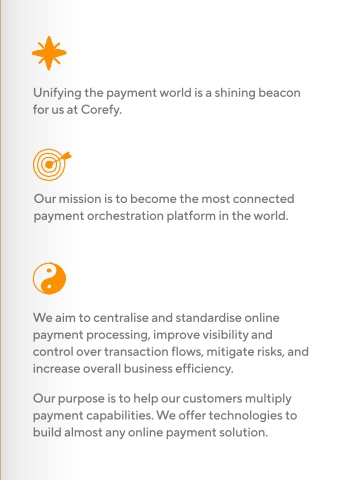 Unifying the payment world is a shining beacon
for us at Corefy.
Our mission is to become the most connected
payment orchestration platform in the world.
We aim to centralise and standardise online
payment processing, improve visibility and
control over transaction flows, mitigate risks, and
increase overall business efficiency.
Our purpose is to help our customers multiply
payment capabilities. We offer technologies to
build almost any online payment solution.